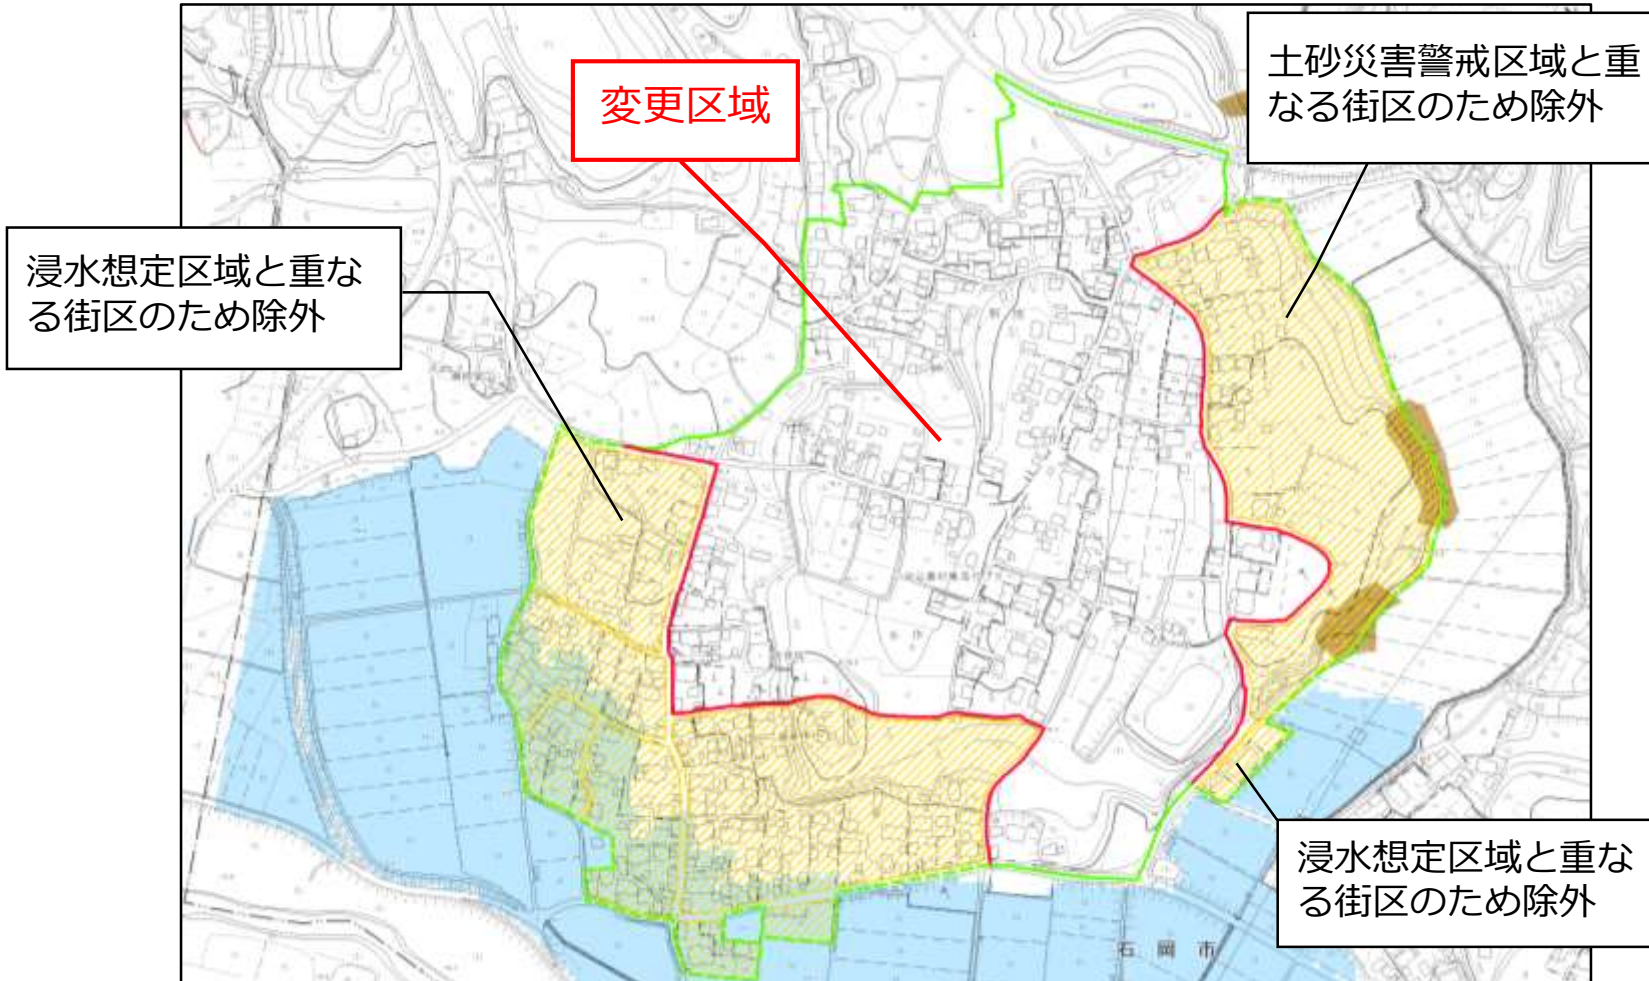 変更区域
土砂災害警戒区域と重
なる街区のため除外
浸水想定区域と重な
る街区のため除外
浸水想定区域と重な
る街区のため除外
石岡市